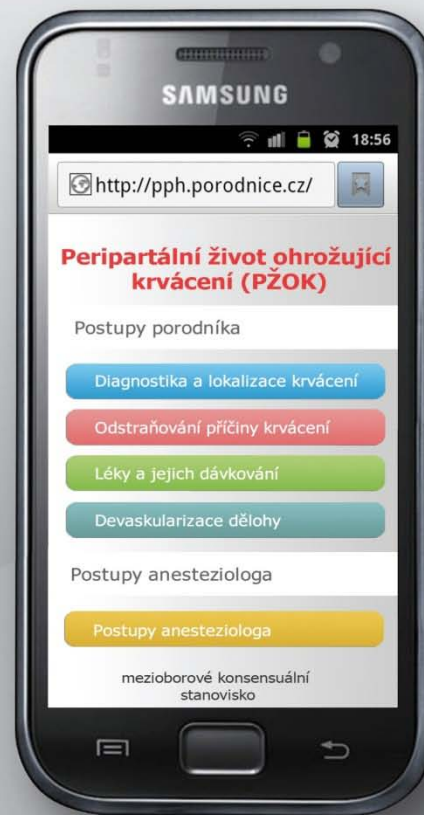 SAMSUNG
18:56
http://pph.porodnice.cz/
Peripartální život ohrožující
krvácení (PŽOK)
Postupy porodníka
Diagnostika a lokalizace krvácení
Odstraňování příčiny krvácení
Léky a jejich dávkování
Devaskularizace dělohy
Postupy anesteziologa
Postupy anesteziologa
mezioborové konsensuální
stanovisko